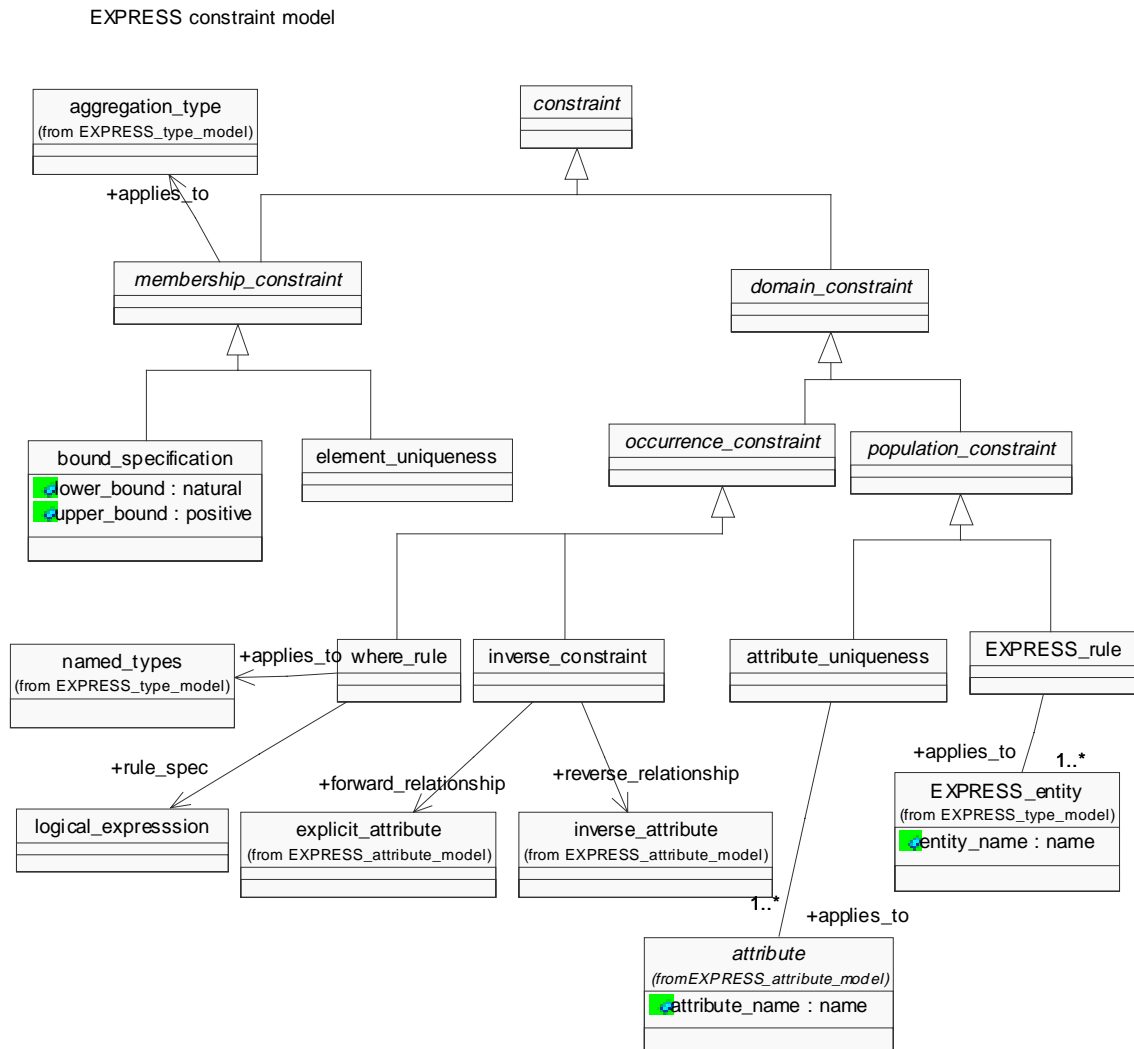 EXPRESS constraint model
aggregation_type
(from EXPRESS_type_model)
constraint
+applies_to
membership_constraint
domain_constraint
occurrence_constraint
population_constraint
bound_specification
lower_bound : natural
upper_bound : positive
element_uniqueness
named_types
(from EXPRESS_type_model)
+applies_to
where_rule
inverse_constraint
attribute_uniqueness
EXPRESS_rule
+rule_spec
+forward_relationship
+reverse_relationship
+applies_to
1..*
logical_expresssion
explicit_attribute
(from EXPRESS_attribute_model)
inverse_attribute
(from EXPRESS_attribute_model)
EXPRESS_entity
(from EXPRESS_type_model)
entity_name : name
1..*
+applies_to
attribute
(fromEXPRESS_attribute_model)
attribute_name : name